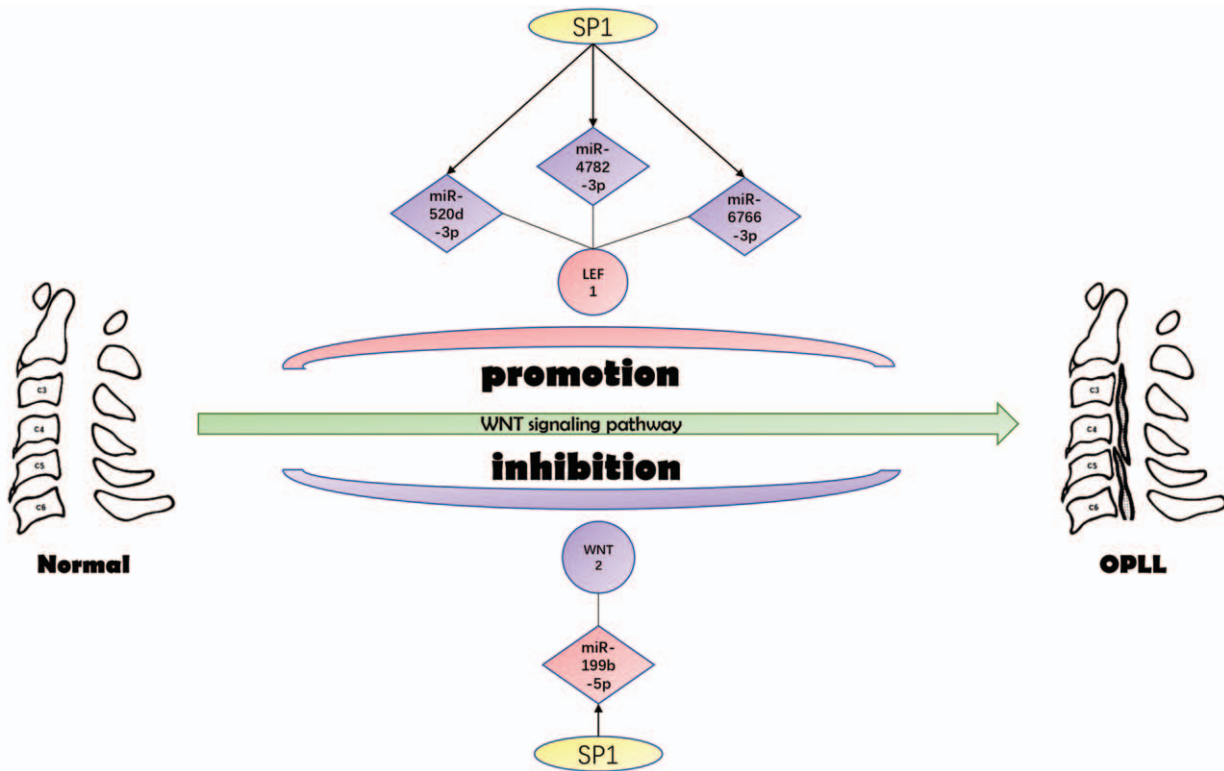 SP1
miR-
4782
-3p
miR-
520d
-3p
miR-
6766
-3p
LEF
1
promotion
WNT signaling pathway
inhibition
C3
C4
C5
C6
Normal
C3
C4
C5
C6
OPLL
WNT
2
miR-
199b
-5p
SP1